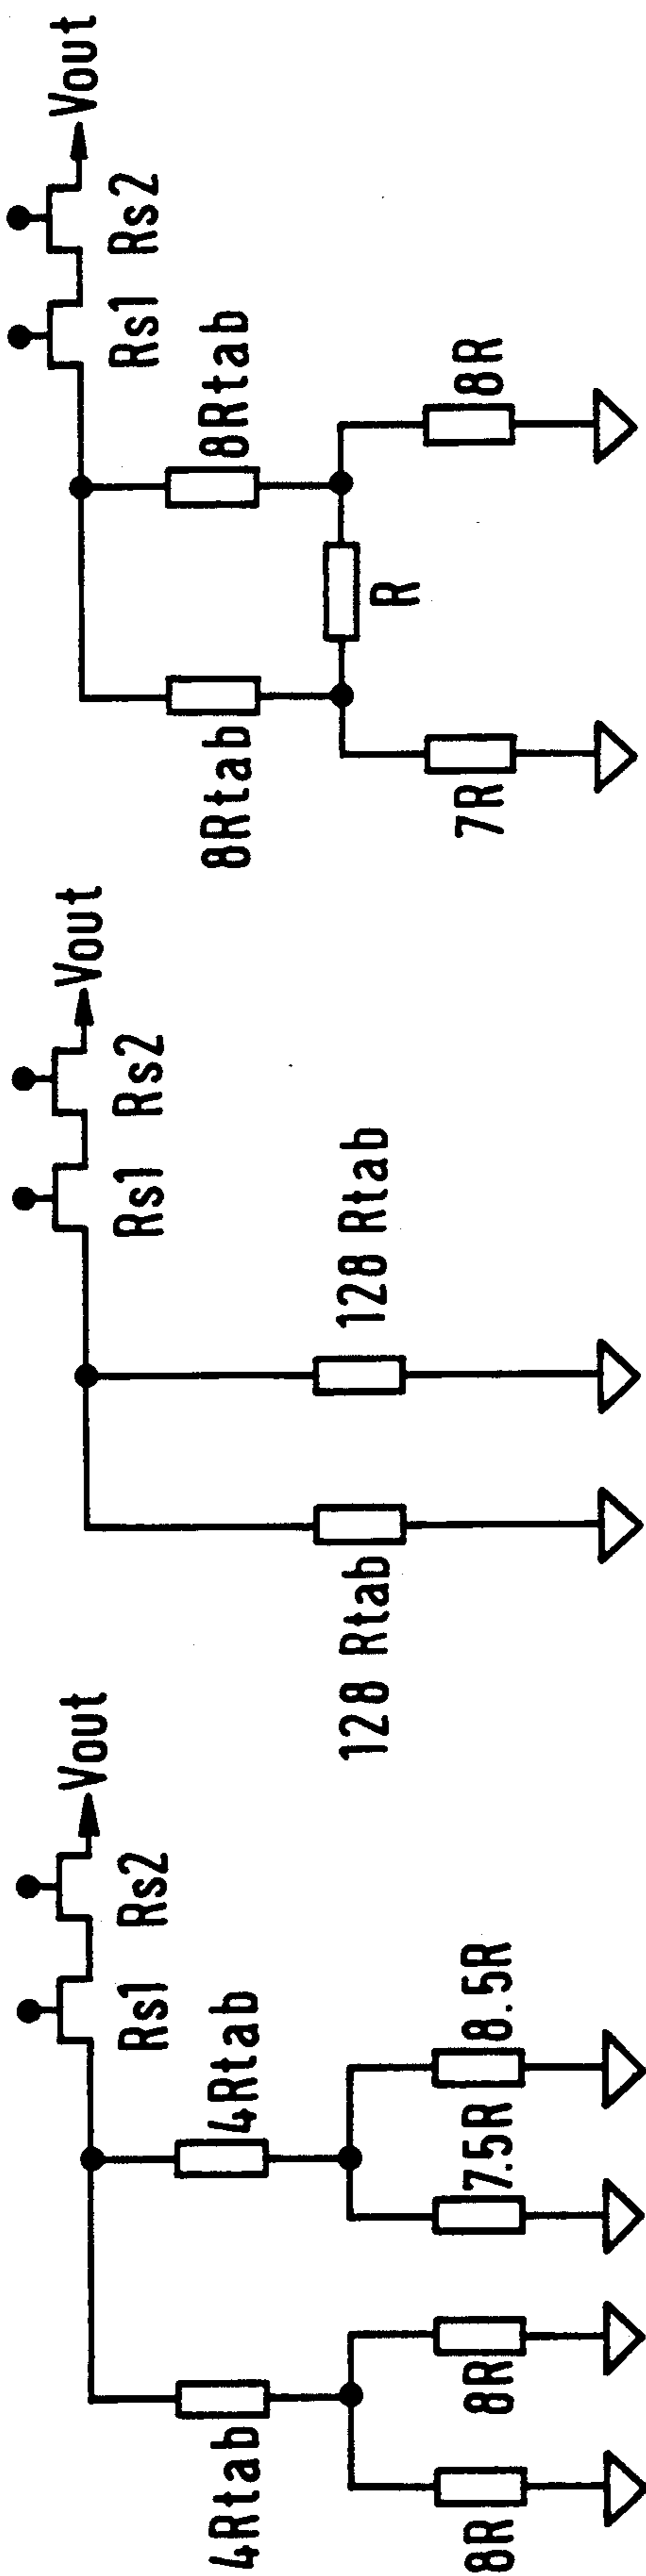 Vout
Rs1 Rs2
4Rtab
4Rtab
8R
8R
7.5R
8.5R
Vout
Rs1 Rs2
128 Rtab
128 Rtab
Vout
Rs1 Rs2
8Rtab
8Rtab
R
7R
8R